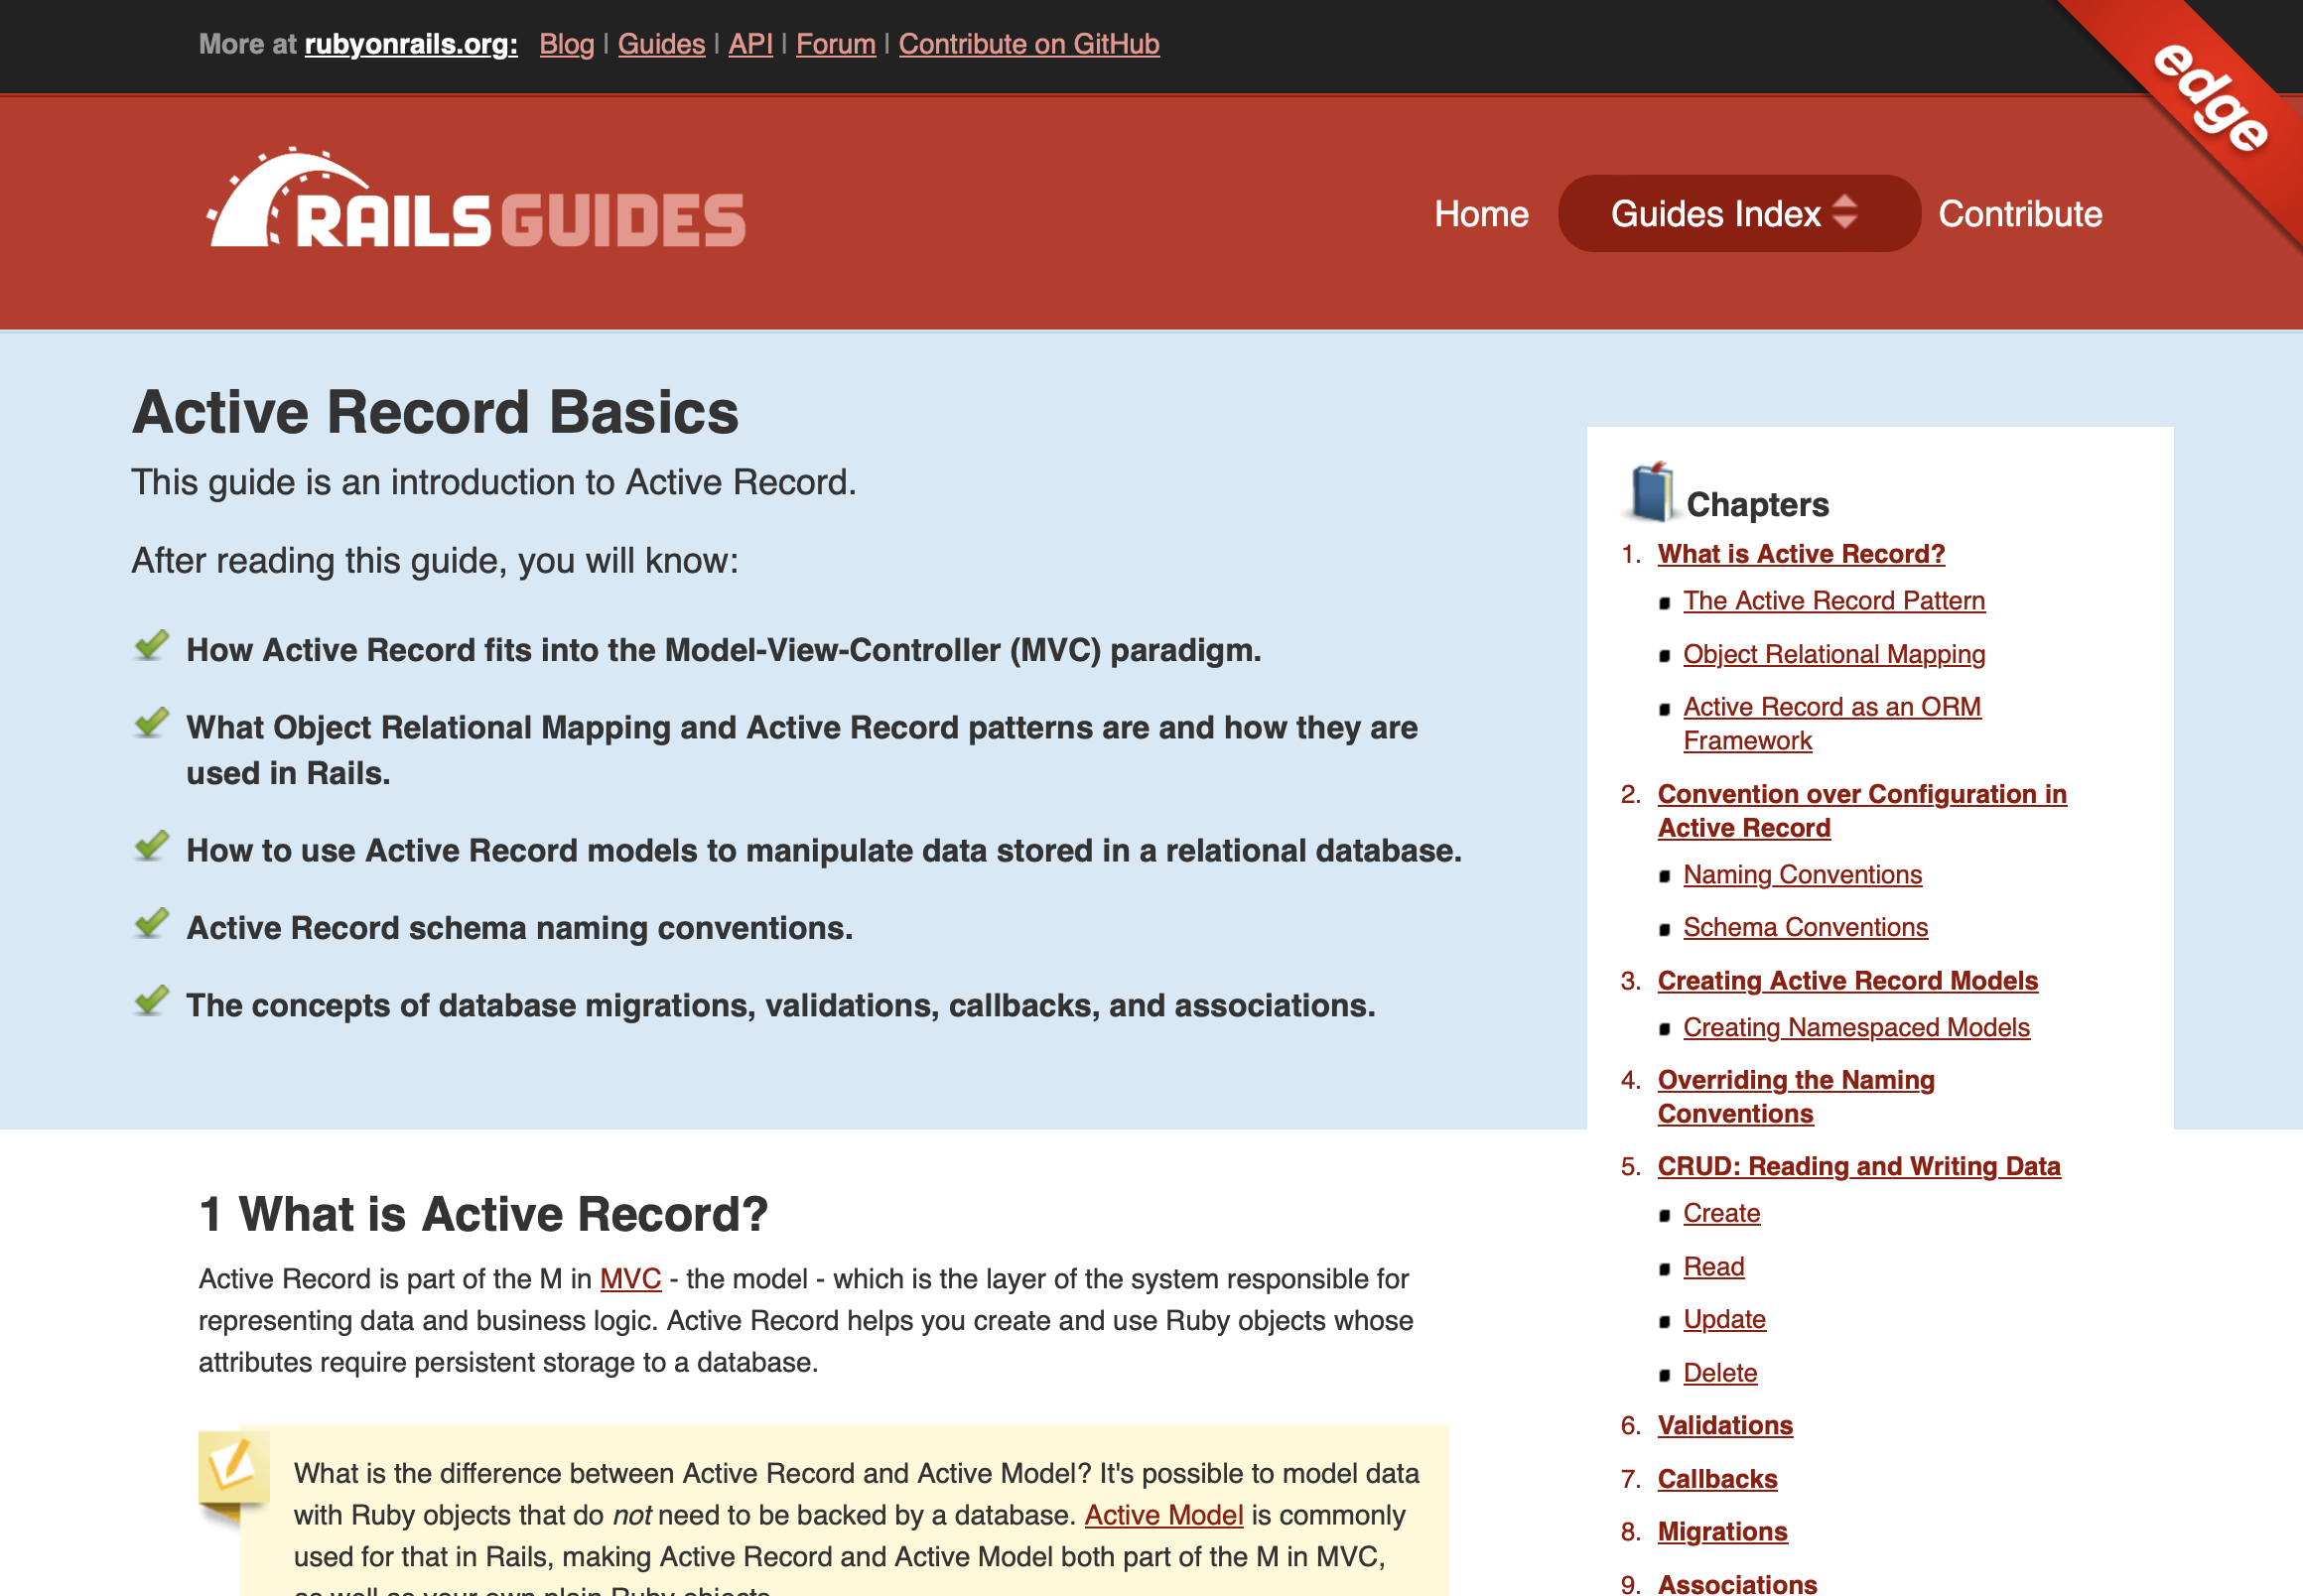 More at rubyonrails.org: Blog | Guides | API | Forum | Contribute on GitHub
edge
RAILSGUIDES
Home Guides Index Contribute
Active Record Basics
This guide is an introduction to Active Record.
After reading this guide, you will know:
How Active Record fits into the Model-View-Controller (MVC) paradigm.
What Object Relational Mapping and Active Record patterns are and how they are
used in Rails.
How to use Active Record models to manipulate data stored in a relational database.
Active Record schema naming conventions.
The concepts of database migrations, validations, callbacks, and associations.
Chapters
1. What is Active Record?
The Active Record Pattern
Object Relational Mapping
Active Record as an ORM
Framework
2. Convention over Configuration in
Active Record
Naming Conventions
Schema Conventions
3. Creating Active Record Models
Creating Namespaced Models
4. Overriding the Naming
Conventions
5. CRUD: Reading and Writing Data
Create
Read
Update
Delete
6. Validations
7. Callbacks
8. Migrations
9. Associations
1 What is Active Record?
Active Record is part of the M in MVC - the model - which is the layer of the system responsible for
representing data and business logic. Active Record helps you create and use Ruby objects whose
attributes require persistent storage to a database.
What is the difference between Active Record and Active Model? It's possible to model data
with Ruby objects that do not need to be backed by a database. Active Model is commonly
used for that in Rails, making Active Record and Active Model both part of the M in MVC,
as well as your own plain Ruby objects.